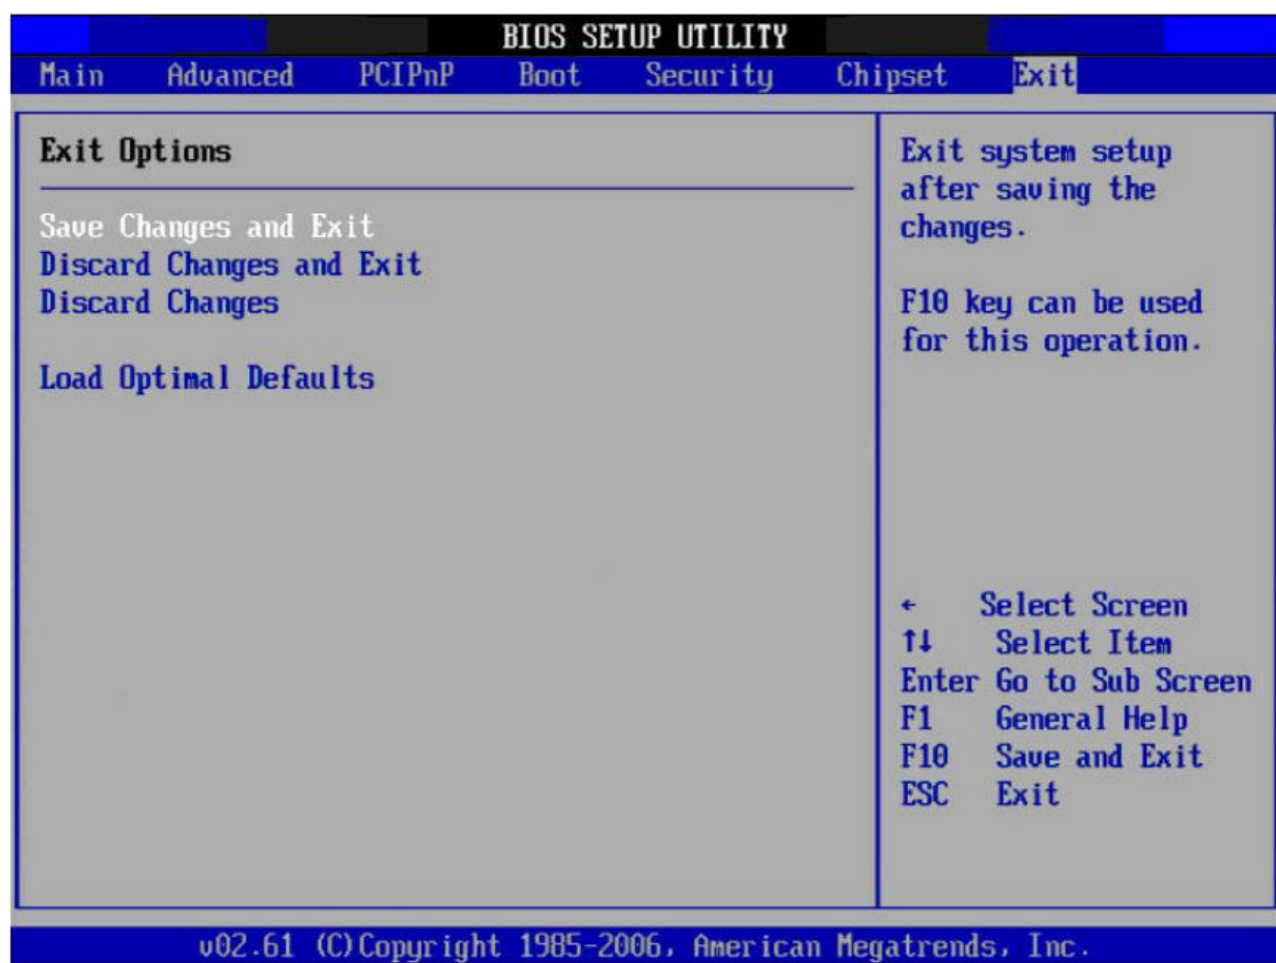 BIOS SETUP UTILITY
Main Advanced PCIPnP Boot Security Chipset Exit
Exit Options
Save Changes and Exit
Discard Changes and Exit
Discard Changes
Load Optimal Defaults
Exit system setup
after saving the
changes.
F10 key can be used
for this operation.
← Select Screen
↑↓ Select Item
Enter Go to Sub Screen
F1 General Help
F10 Save and Exit
ESC Exit
v02.61 (C)Copyright 1985-2006, American Megatrends, Inc.